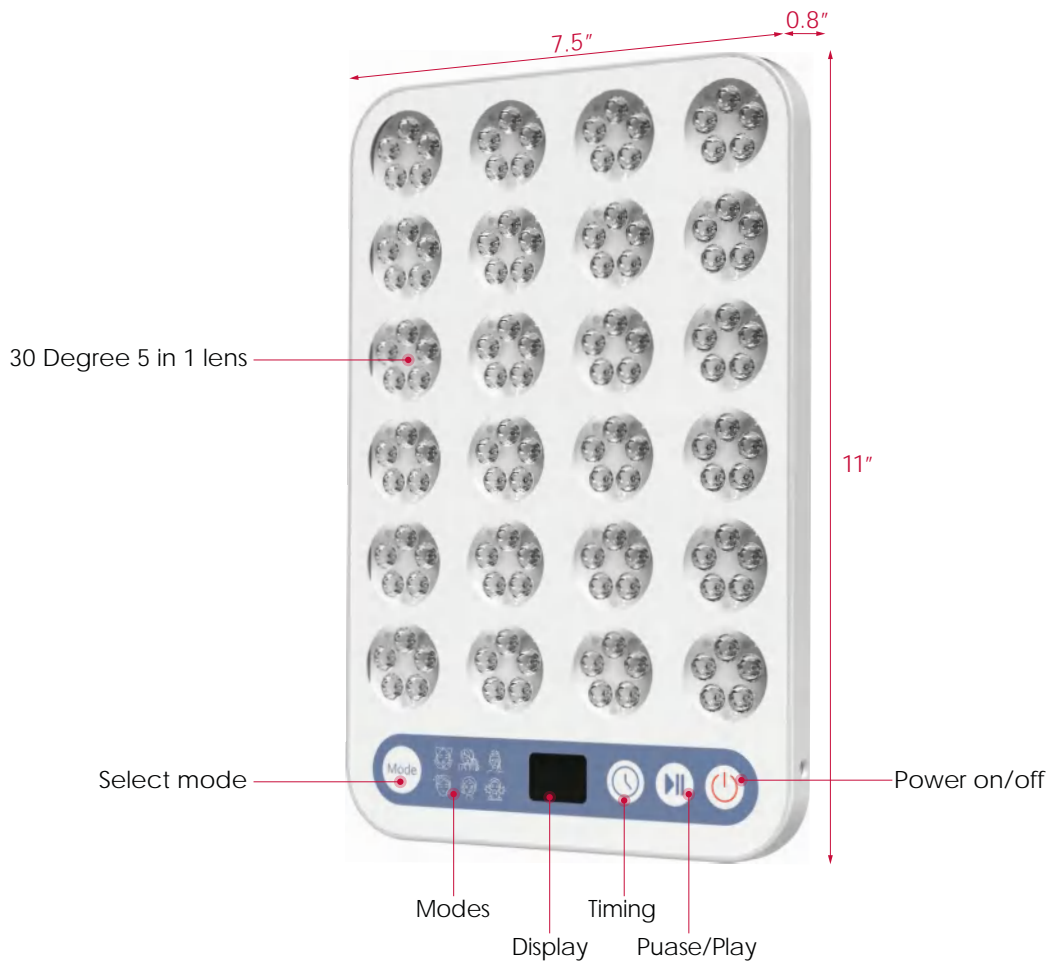 0.8"
7.5"
30 Degree 5 in 1 lens
11"
Mode
Select mode
Power on/off
Modes
Timing
Display
Puase/Play